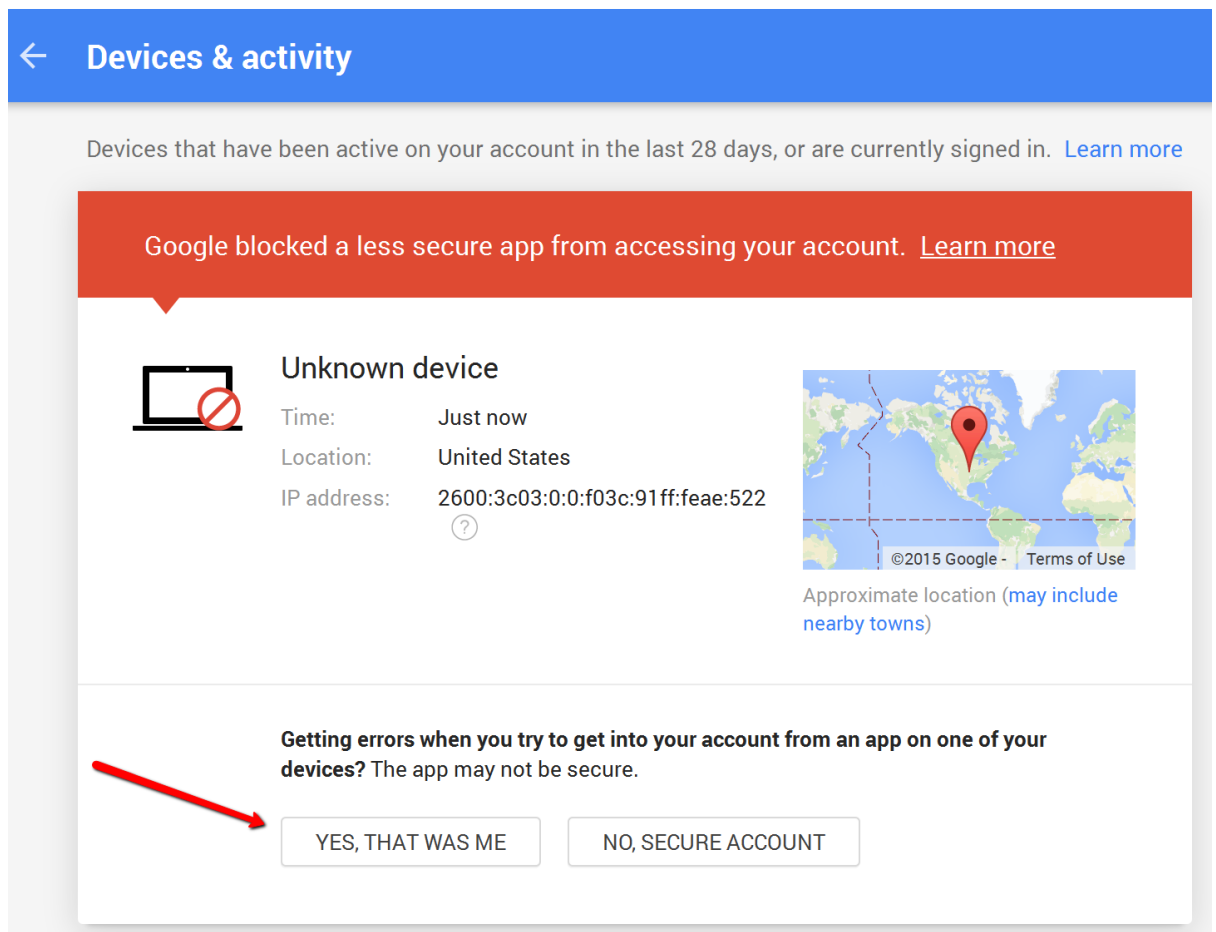 Devices & activity
Devices that have been active on your account in the last 28 days, or are currently signed in. Learn more
Google blocked a less secure app from accessing your account. Learn more
Unknown device
Time: Just now
Location: United States
IP address: 2600:3c03:0:0:f03c:91ff:feae:522
?
©2015 Google - Terms of Use
Approximate location (may include
nearby towns)
Getting errors when you try to get into your account from an app on one of your
devices? The app may not be secure.
YES, THAT WAS ME NO, SECURE ACCOUNT